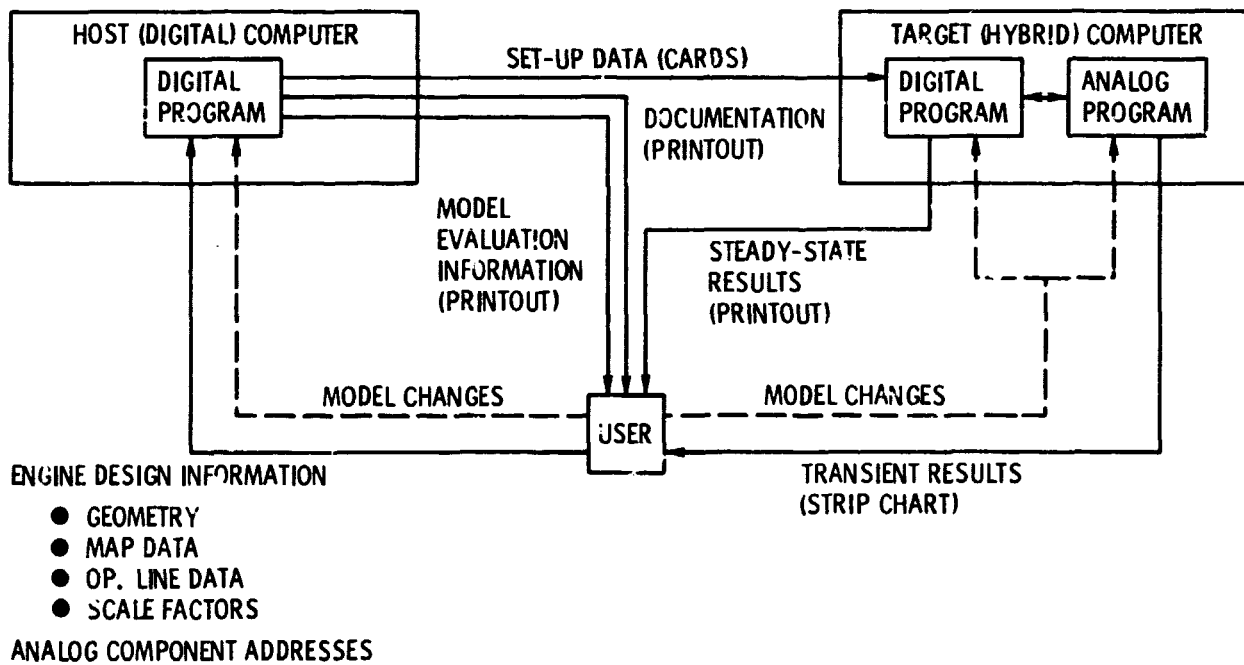 HOST (DIGITAL) COMPUTER
DIGITAL
PROGRAM
SET-UP DATA (CARDS)
TARGET (HYBRID) COMPUTER
DIGITAL
PROGRAM
ANALOG
PROGRAM
DOCUMENTATION
(PRINTOUT)
MODEL
EVALUATION
INFORMATION
(PRINTOUT)
STEADY-STATE
RESULTS
(PRINTOUT)
MODEL CHANGES
MODEL CHANGES
USER
TRANSIENT RESULTS
(STRIP CHART)
ENGINE DESIGN INFORMATION
● GEOMETRY
● MAP DATA
● OP. LINE DATA
● SCALE FACTORS
ANALOG COMPONENT ADDRESSES